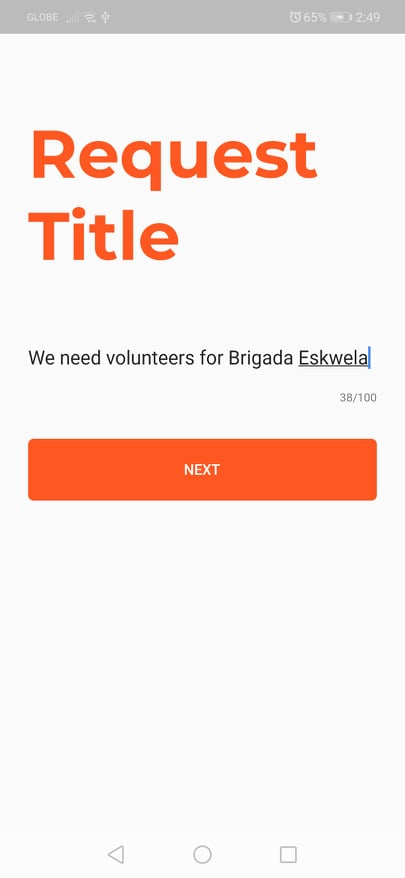 GLOBE 65% 2:49
Request
Title
We need volunteers for Brigada Eskwela
38/100
NEXT